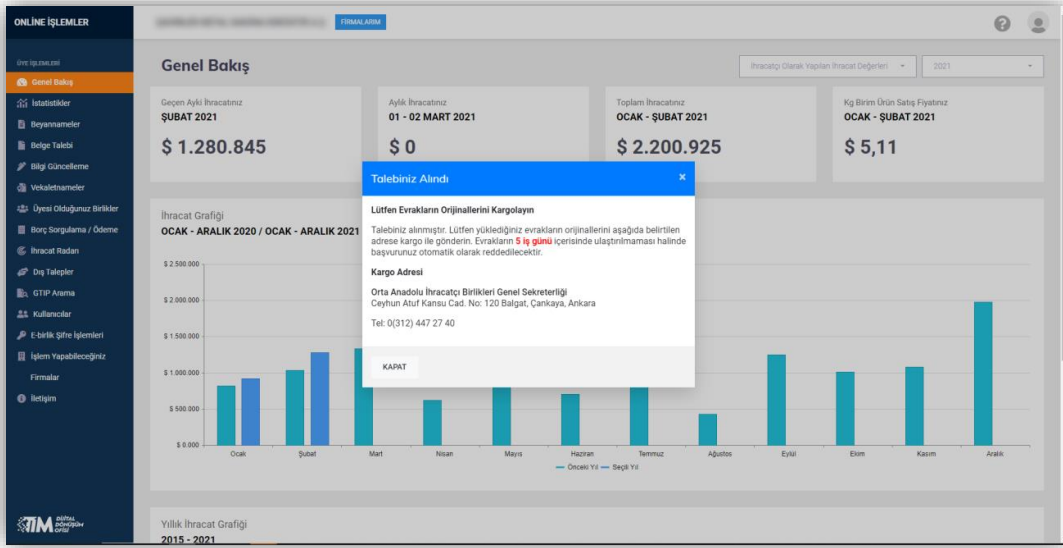 ONLİNE İŞLEMLER
FİRMALARIM
ÜYE İŞLEMLERİ
Genel Bakış
İstatistikler
Beyannameler
Belge Talebi
Bilgi Güncelleme
Vekaletnameler
Üyesi Olduğunuz Birlikler
Borç Sorgulama / Ödeme
İhracat Radarı
Dış Talepler
GTIP Arama
Kullanıcılar
E-birlik Şifre İşlemleri
İşlem Yapabileceğiniz
Firmalar
İletişim
TİM DİJİTAL
DÖNÜŞÜM
OFİSİ
Genel Bakış
İhracatçı Olarak Yapılan İhracat Değerleri
2021
Geçen Ayki İhracatınız
ŞUBAT 2021
$ 1.280.845
Aylık İhracatınız
01 - 02 MART 2021
$ 0
Toplam İhracatınız
OCAK - ŞUBAT 2021
$ 2.200.925
Kg Birim Ürün Satış Fiyatınız
OCAK - ŞUBAT 2021
$ 5,11
Talebiniz Alındı
×
Lütfen Evrakların Orijinallerini Kargolayın
Talebiniz alınmıştır. Lütfen yüklediğiniz evrakların orijinallerini aşağıda belirtilen
adrese kargo ile gönderin. Evrakların 5 iş günü içerisinde ulaştırılmaması halinde
başvurunuz otomatik olarak reddedilecektir.
Kargo Adresi
Orta Anadolu İhracatçı Birlikleri Genel Sekreterliği
Ceyhun Atuf Kansu Cad. No: 120 Balgat, Çankaya, Ankara
Tel: 0(312) 447 27 40
KAPAT
İhracat Grafiği
OCAK - ARALIK 2020 / OCAK - ARALIK 2021
$ 2.500.000
$ 2.000.000
$ 1.500.000
$ 1.000.000
$ 500.000
$ 0.000
Ocak Şubat Mart Nisan Mayıs Haziran Temmuz Ağustos Eylül Ekim Kasım Aralık
Önceki Yıl Seçili Yıl
Yıllık İhracat Grafiği
2015 - 2021